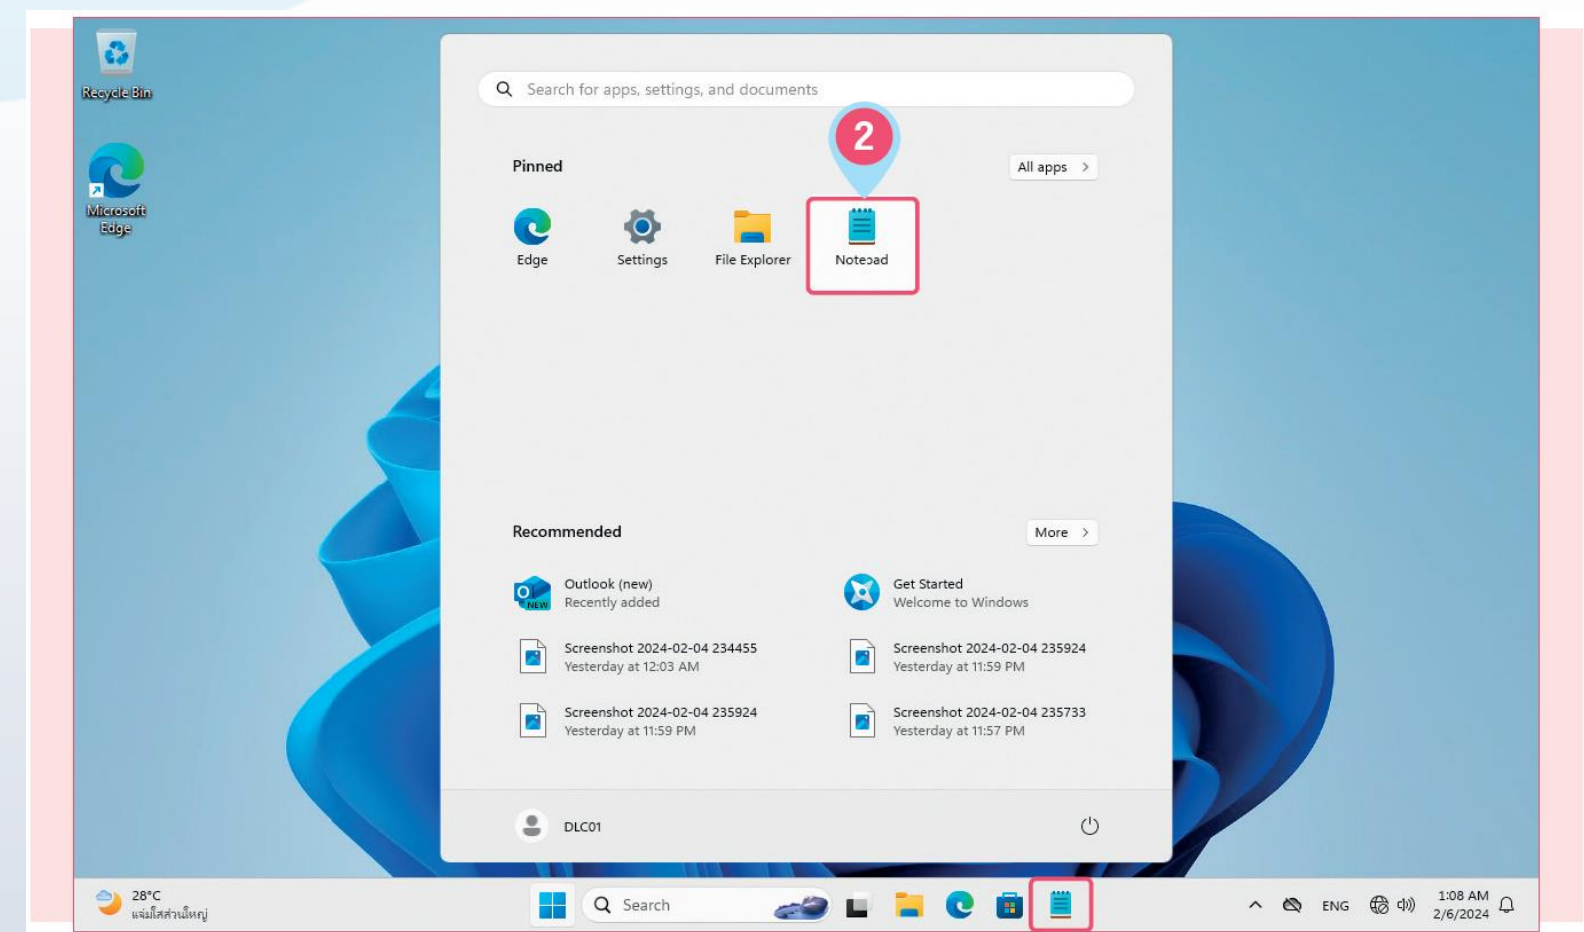 Recycle Bin
Microsoft
Edge
Search for apps, settings, and documents
2
Pinned
All apps >
Edge
Settings
File Explorer
Notepad
Recommended
More >
Outlook (new)
Recently added
Get Started
Welcome to Windows
Screenshot 2024-02-04 234455
Yesterday at 12:03 AM
Screenshot 2024-02-04 235924
Yesterday at 11:59 PM
Screenshot 2024-02-04 235924
Yesterday at 11:59 PM
Screenshot 2024-02-04 235733
Yesterday at 11:57 PM
DLC01
28°C
แจ่มใสส่วนใหญ่
Search
ENG
1:08 AM
2/6/2024